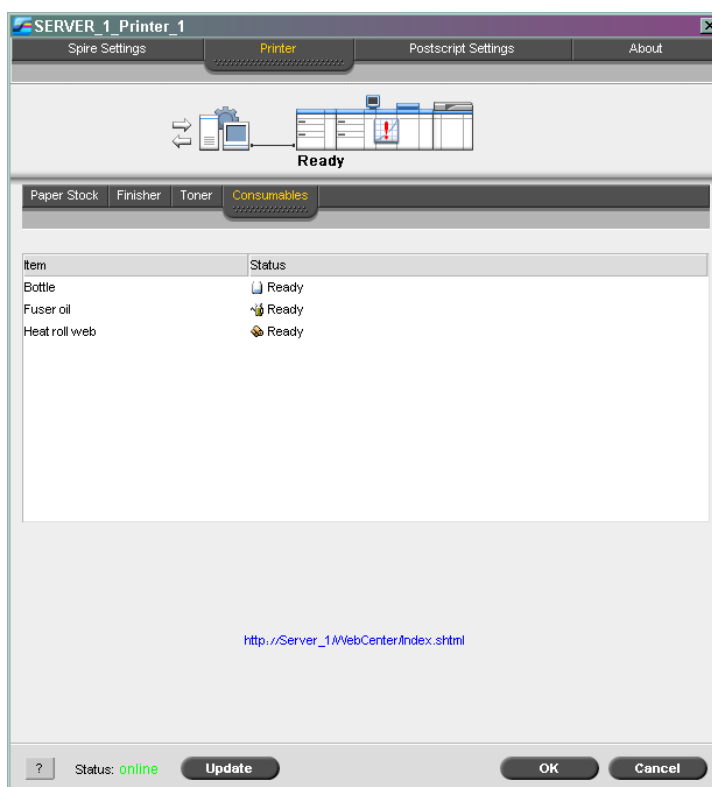 SERVER_1_Printer_1
Spire Settings Printer Postscript Settings About
Ready
Paper Stock Finisher Toner Consumables
Item Status
Bottle Ready
Fuser oil Ready
Heat roll web Ready
http://Server_1/WebCenter/Index.shtml
? Status: online Update OK Cancel